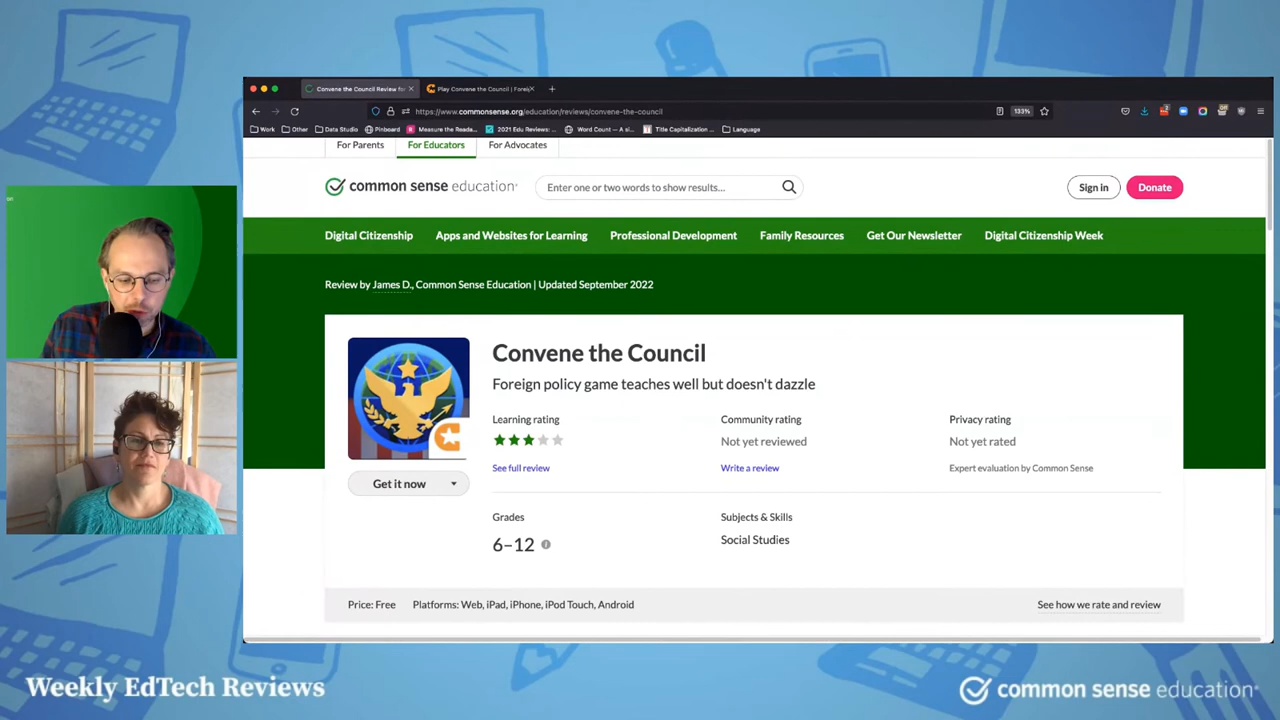 Convene the Council Review for
Play Convene the Council | Foreig
https://www.commonsense.org/education/reviews/convene-the-council
133%
Work
Other
Data Studio
Pinboard
Measure the Reada...
2021 Edu Reviews: ...
Word Count — A si...
Title Capitalization ...
Language
For Parents
For Educators
For Advocates
common sense education®
Enter one or two words to show results...
Sign in
Donate
Digital Citizenship
Apps and Websites for Learning
Professional Development
Family Resources
Get Our Newsletter
Digital Citizenship Week
Review by James D., Common Sense Education | Updated September 2022
Convene the Council
Foreign policy game teaches well but doesn't dazzle
Learning rating
Community rating
Privacy rating
Not yet reviewed
Not yet rated
See full review
Write a review
Expert evaluation by Common Sense
Get it now
Grades
Subjects & Skills
6–12
Social Studies
Price: Free
Platforms: Web, iPad, iPhone, iPod Touch, Android
See how we rate and review
Weekly EdTech Reviews
common sense education®